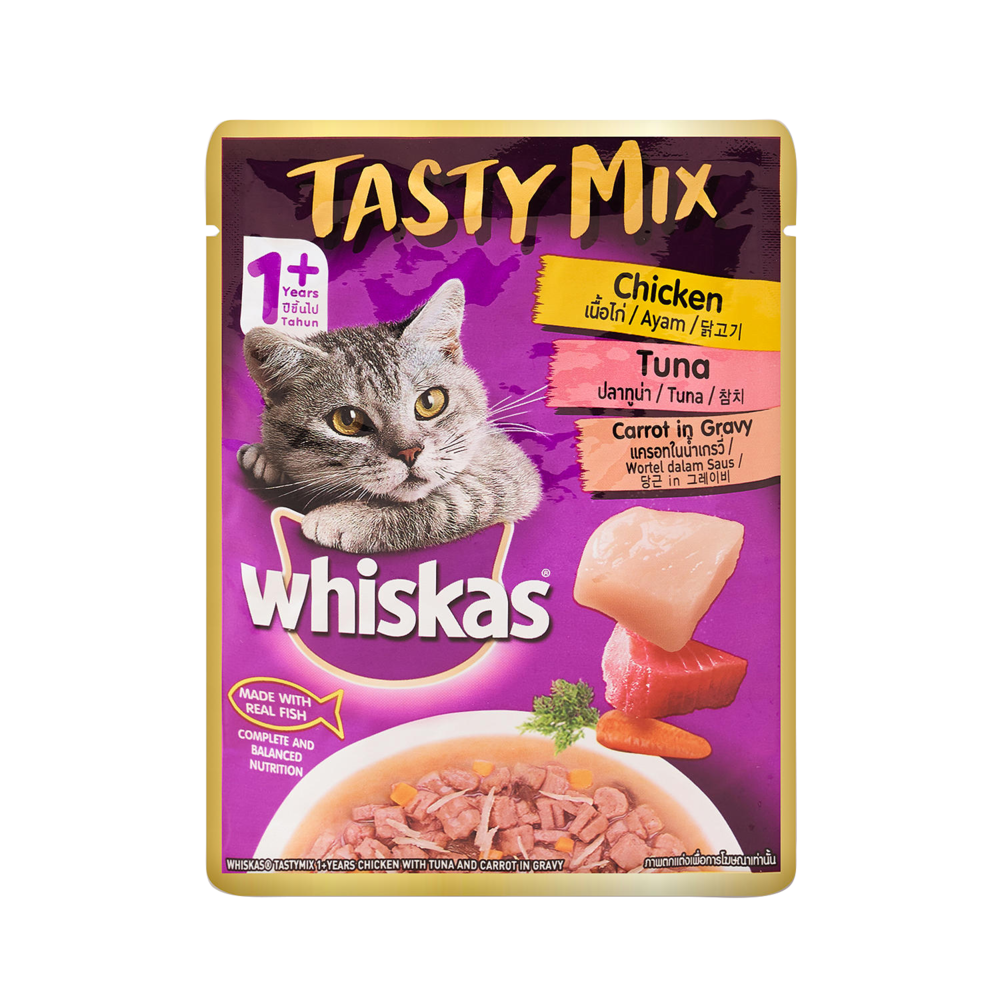 TASTY MIX
1+
Years
ปีขึ้นไป
Tahun
Chicken
เนื้อไก่ / Ayam / 닭고기
Tuna
ปลาทูน่า / Tuna / 참치
Carrot in Gravy
แครอทในน้ำเกรวี่ /
Wortel dalam Saus /
당근 in 그레이비
whiskas®
MADE WITH
REAL FISH
COMPLETE AND
BALANCED
NUTRITION
WHISKAS® TASTYMIX 1+YEARS CHICKEN WITH TUNA AND CARROT IN GRAVY
ภาพตกแต่งเพื่อการโฆษณาเท่านั้น